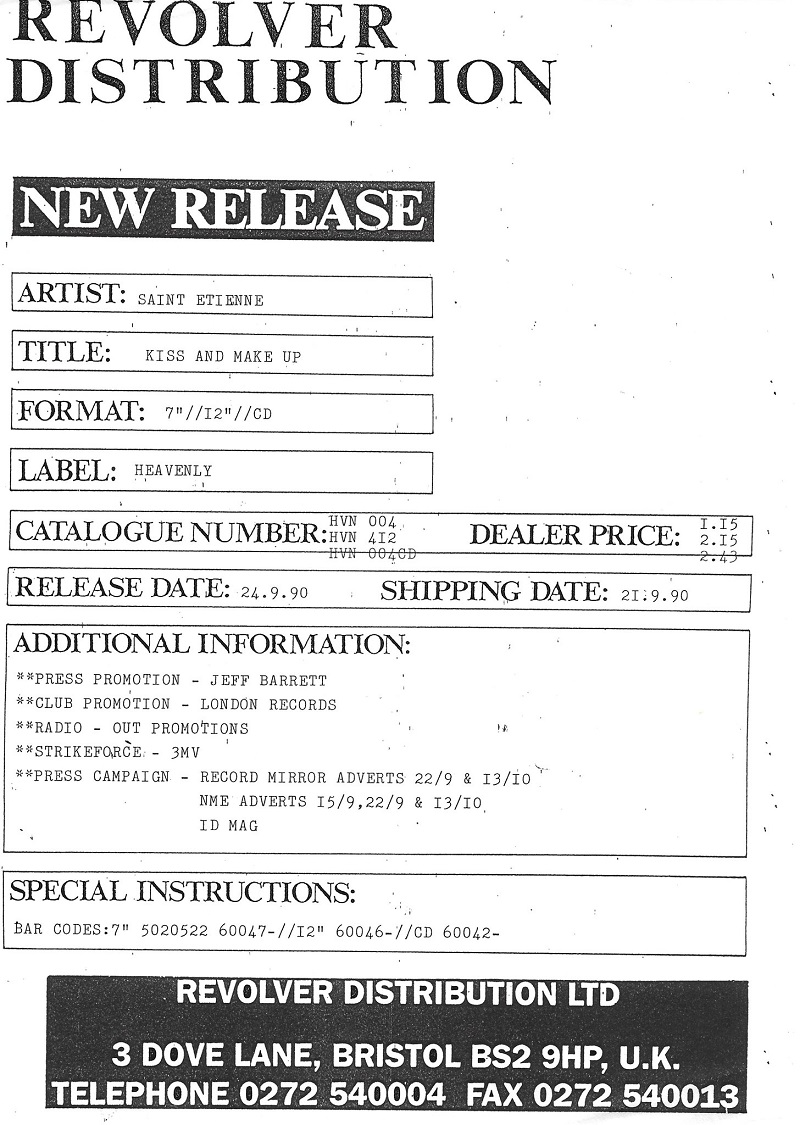 REVOLVER
DISTRIBUTION
NEW RELEASE
ARTIST: SAINT ETIENNE
TITLE: KISS AND MAKE UP
FORMAT: 7"//I2"//CD
LABEL: HEAVENLY
CATALOGUE NUMBER: HVN 004 DEALER PRICE: I.I5
HVN 4I2 2.I5
HVN 004CD 2.43
RELEASE DATE: 24.9.90 SHIPPING DATE: 2I.9.90
ADDITIONAL INFORMATION:
**PRESS PROMOTION - JEFF BARRETT
**CLUB PROMOTION - LONDON RECORDS
**RADIO - OUT PROMOTIONS
**STRIKEFORCE - 3MV
**PRESS CAMPAIGN - RECORD MIRROR ADVERTS 22/9 & I3/I0
NME ADVERTS I5/9,22/9 & I3/I0
ID MAG
SPECIAL INSTRUCTIONS:
BAR CODES:7" 5020522 60047-//I2" 60046-//CD 60042-
REVOLVER DISTRIBUTION LTD
3 DOVE LANE, BRISTOL BS2 9HP, U.K.
TELEPHONE 0272 540004 FAX 0272 540013